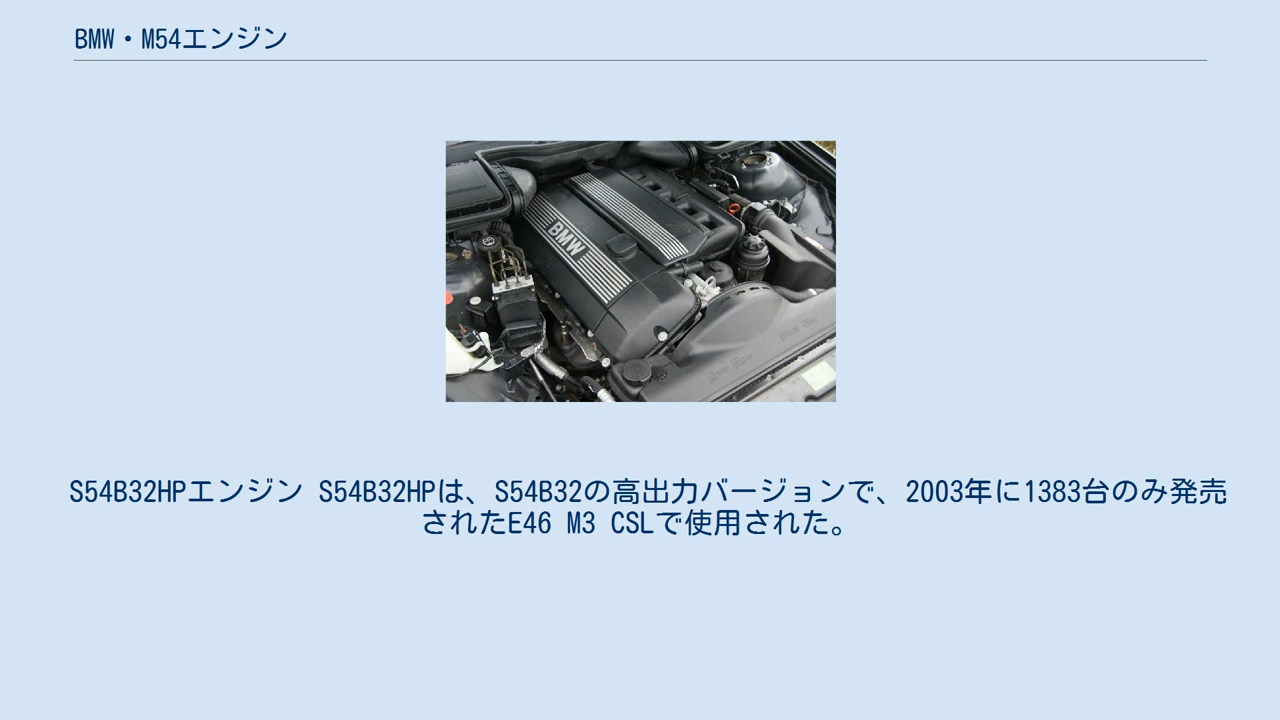 BMW・M54エンジン
BMW
S54B32HPエンジン S54B32HPは、S54B32の高出力バージョンで、2003年に1383台のみ発売
されたE46 M3 CSLで使用された。